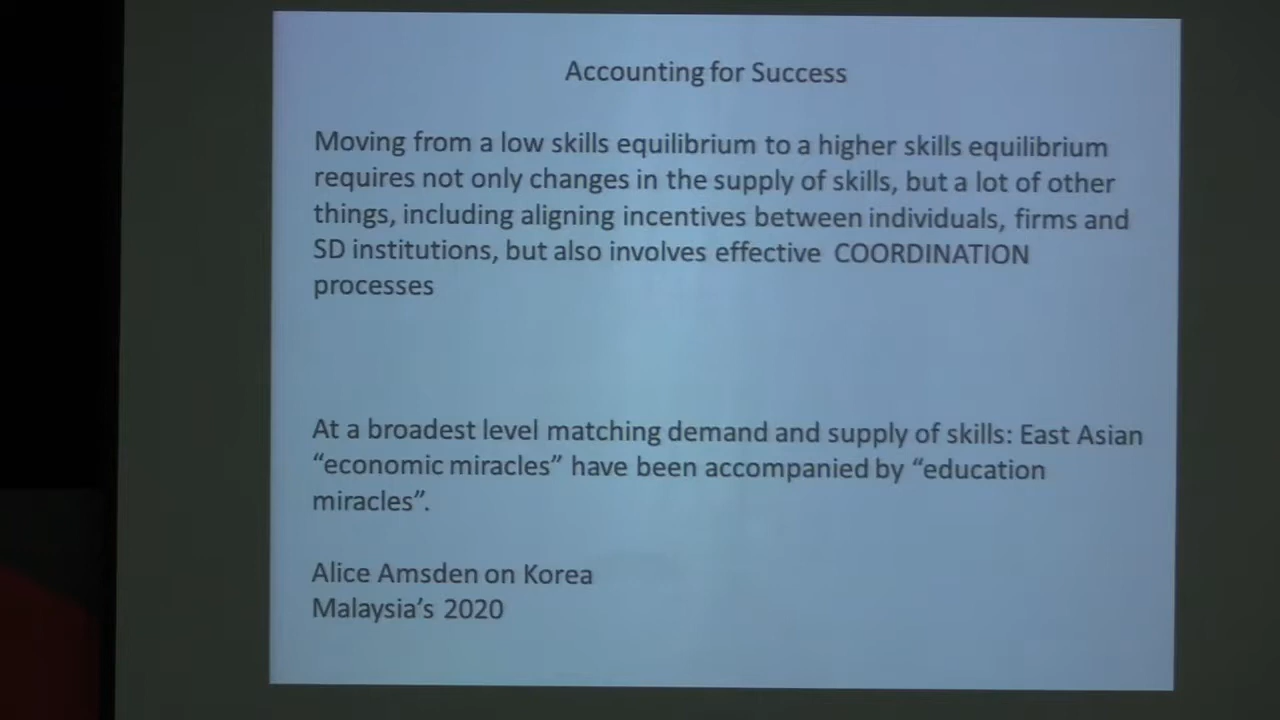 Accounting for Success
Moving from a low skills equilibrium to a higher skills equilibrium
requires not only changes in the supply of skills, but a lot of other
things, including aligning incentives between individuals, firms and
SD institutions, but also involves effective COORDINATION
processes
At a broadest level matching demand and supply of skills: East Asian
“economic miracles” have been accompanied by “education
miracles”.
Alice Amsden on Korea
Malaysia’s 2020